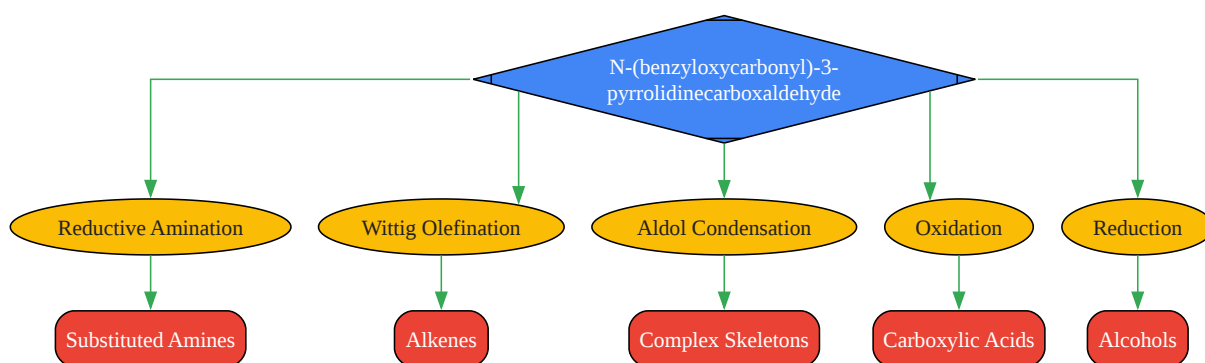 N-(benzyloxycarbonyl)-3-
pyrrolidinecarboxaldehyde
Reductive Amination
Wittig Olefination
Aldol Condensation
Oxidation
Reduction
Substituted Amines
Alkenes
Complex Skeletons
Carboxylic Acids
Alcohols